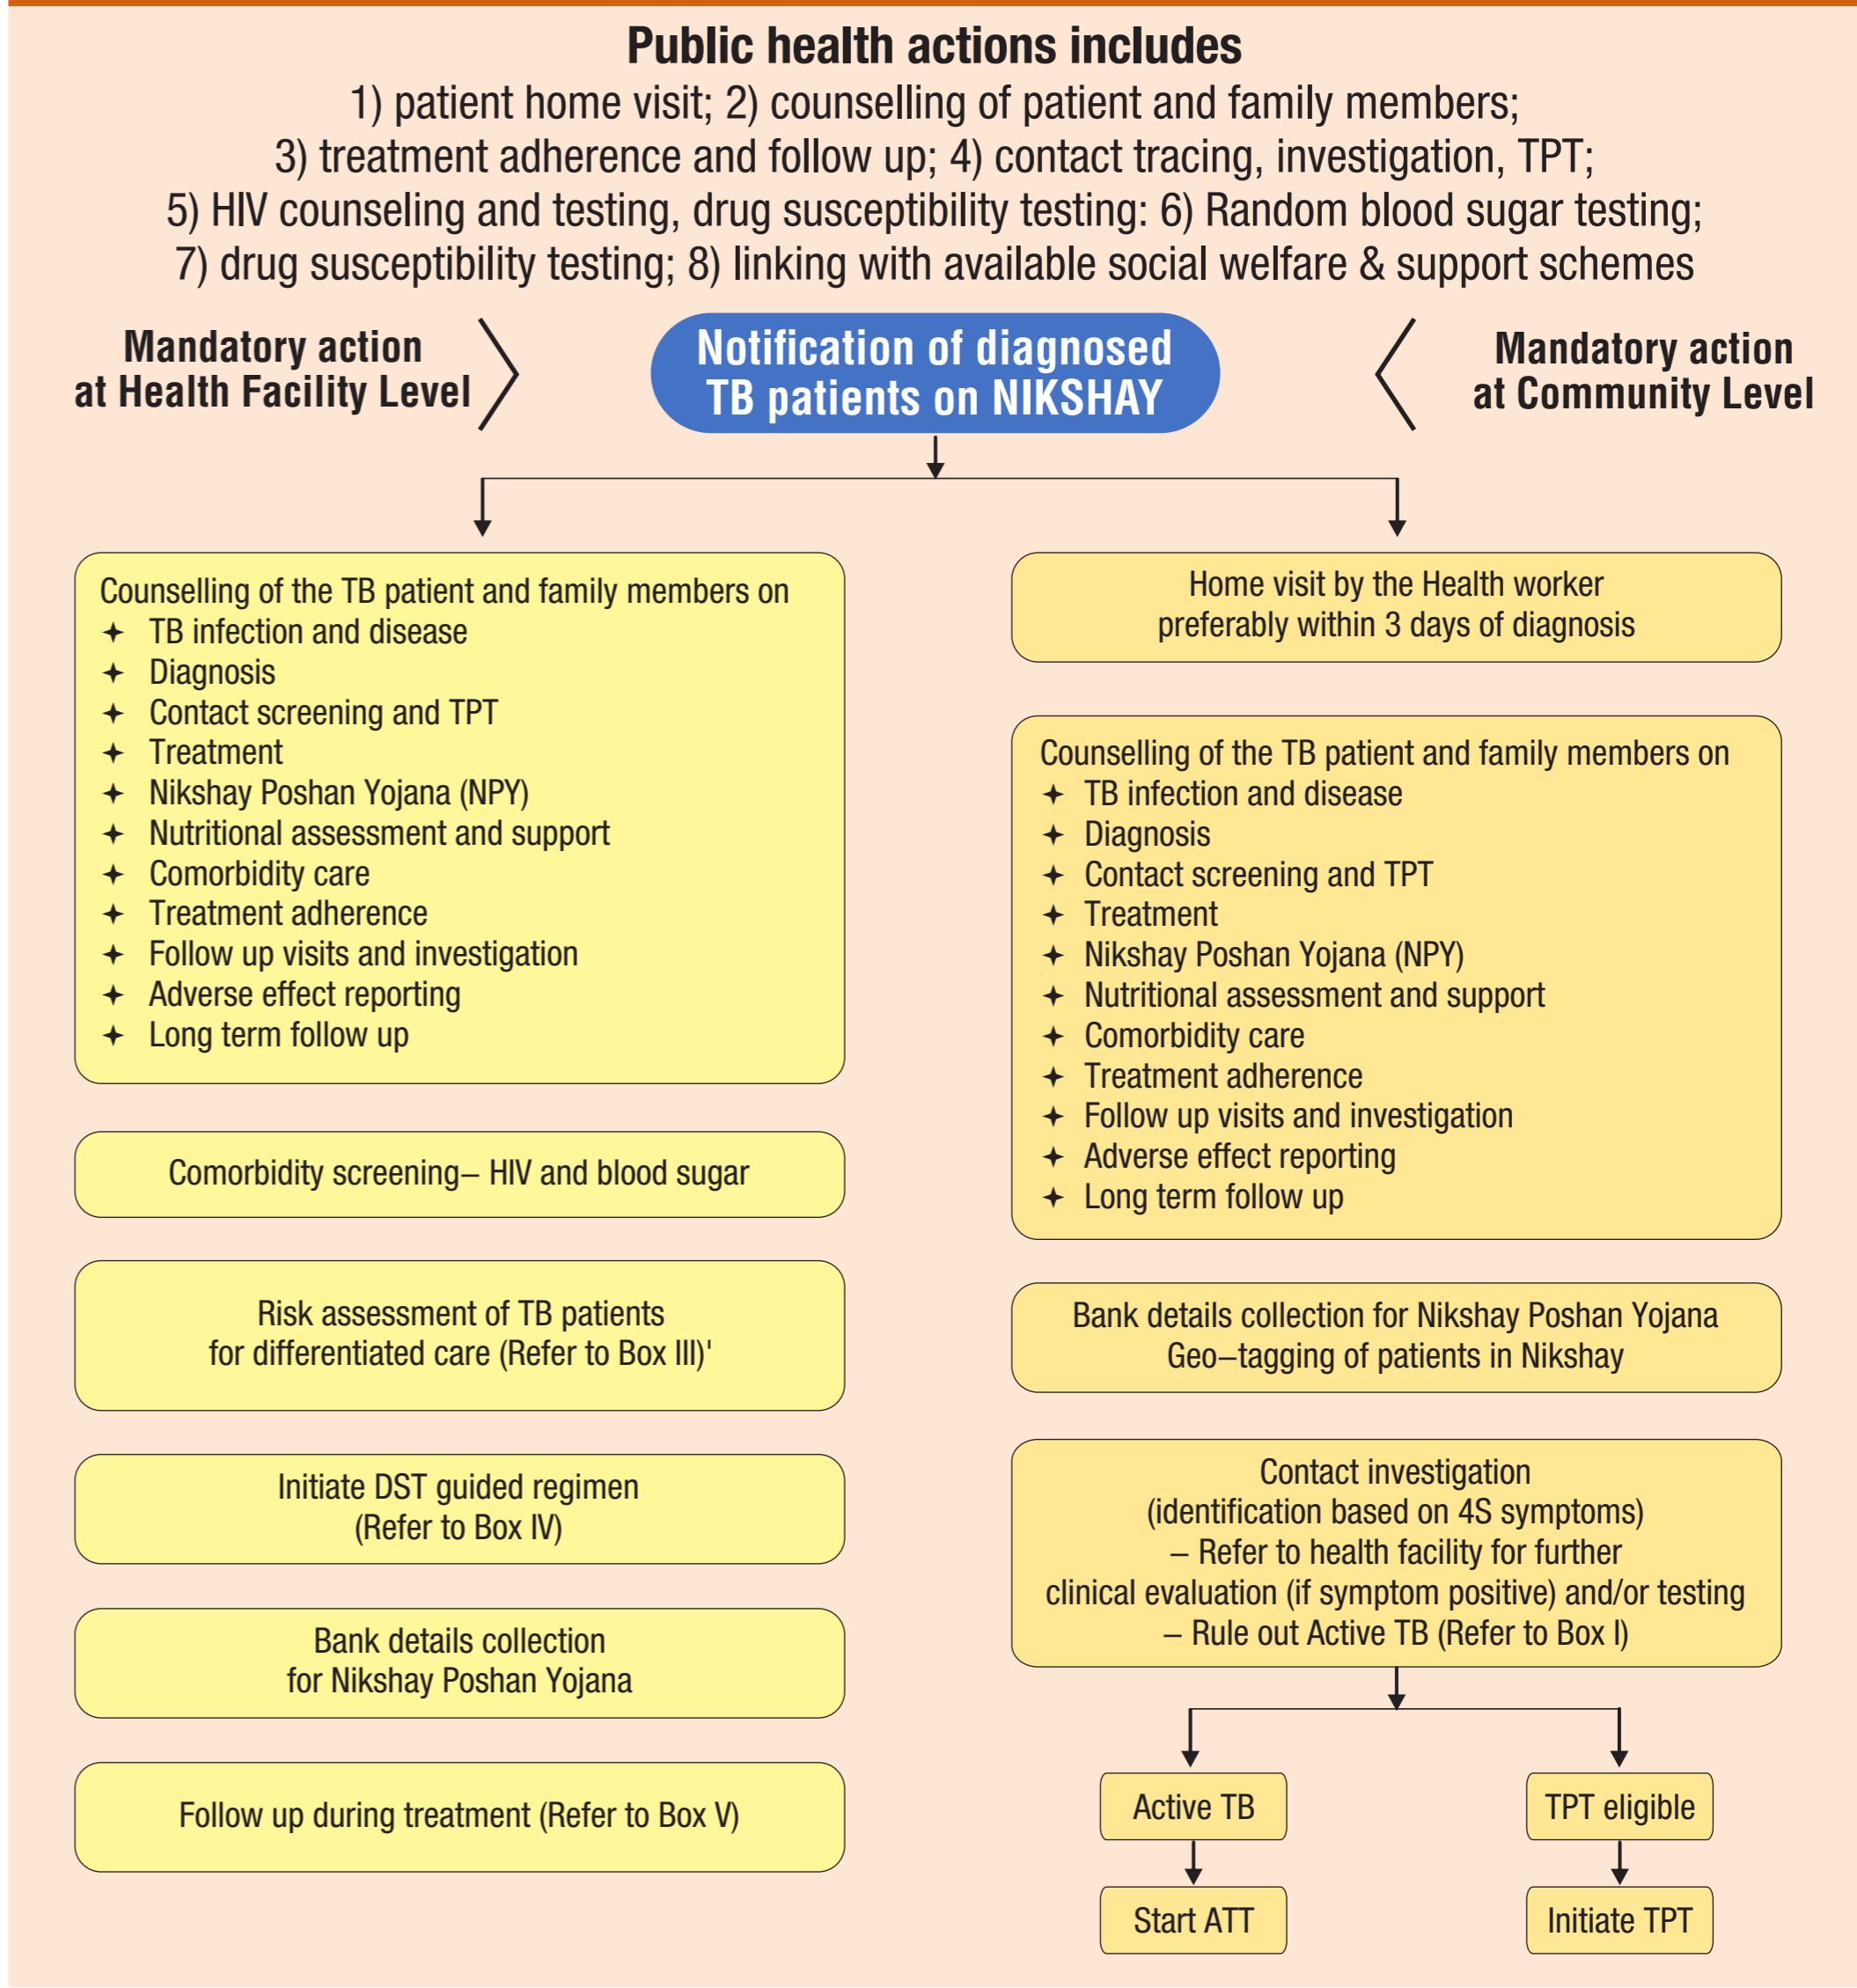 Public health actions includes
1) patient home visit; 2) counselling of patient and family members;
3) treatment adherence and follow up; 4) contact tracing, investigation, TPT;
5) HIV counseling and testing, drug susceptibility testing: 6) Random blood sugar testing;
7) drug susceptibility testing; 8) linking with available social welfare & support schemes
Mandatory action
at Health Facility Level
Notification of diagnosed
TB patients on NIKSHAY
Mandatory action
at Community Level
Counselling of the TB patient and family members on
✦ TB infection and disease
✦ Diagnosis
✦ Contact screening and TPT
✦ Treatment
✦ Nikshay Poshan Yojana (NPY)
✦ Nutritional assessment and support
✦ Comorbidity care
✦ Treatment adherence
✦ Follow up visits and investigation
✦ Adverse effect reporting
✦ Long term follow up
Comorbidity screening– HIV and blood sugar
Risk assessment of TB patients
for differentiated care (Refer to Box III)'
Initiate DST guided regimen
(Refer to Box IV)
Bank details collection
for Nikshay Poshan Yojana
Follow up during treatment (Refer to Box V)
Home visit by the Health worker
preferably within 3 days of diagnosis
Counselling of the TB patient and family members on
✦ TB infection and disease
✦ Diagnosis
✦ Contact screening and TPT
✦ Treatment
✦ Nikshay Poshan Yojana (NPY)
✦ Nutritional assessment and support
✦ Comorbidity care
✦ Treatment adherence
✦ Follow up visits and investigation
✦ Adverse effect reporting
✦ Long term follow up
Bank details collection for Nikshay Poshan Yojana
Geo–tagging of patients in Nikshay
Contact investigation
(identification based on 4S symptoms)
– Refer to health facility for further
clinical evaluation (if symptom positive) and/or testing
– Rule out Active TB (Refer to Box I)
Active TB
Start ATT
TPT eligible
Initiate TPT